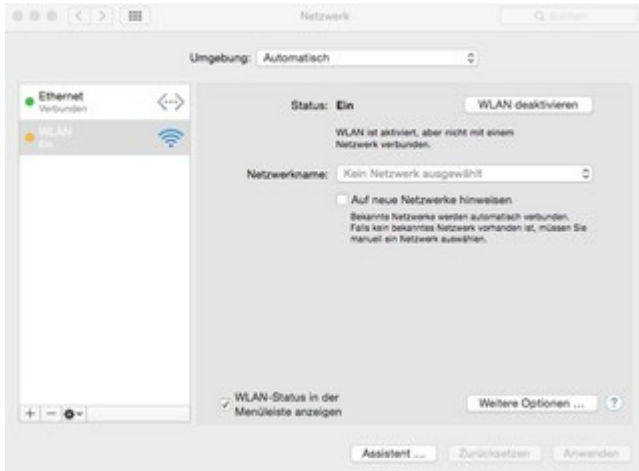 Netzwerk
Suchen
Umgebung: Automatisch
Ethernet
Verbunden
WLAN
Ein
Status: Ein
WLAN deaktivieren
WLAN ist aktiviert, aber nicht mit einem
Netzwerk verbunden.
Netzwerkname: Kein Netzwerk ausgewählt
Auf neue Netzwerke hinweisen
Bekannte Netzwerke werden automatisch verbunden.
Falls kein bekanntes Netzwerk vorhanden ist, müssen Sie
manuell ein Netzwerk auswählen.
WLAN-Status in der
Menüleiste anzeigen
Weitere Optionen ...
?
Assistent ...
Zurücksetzen
Anwenden